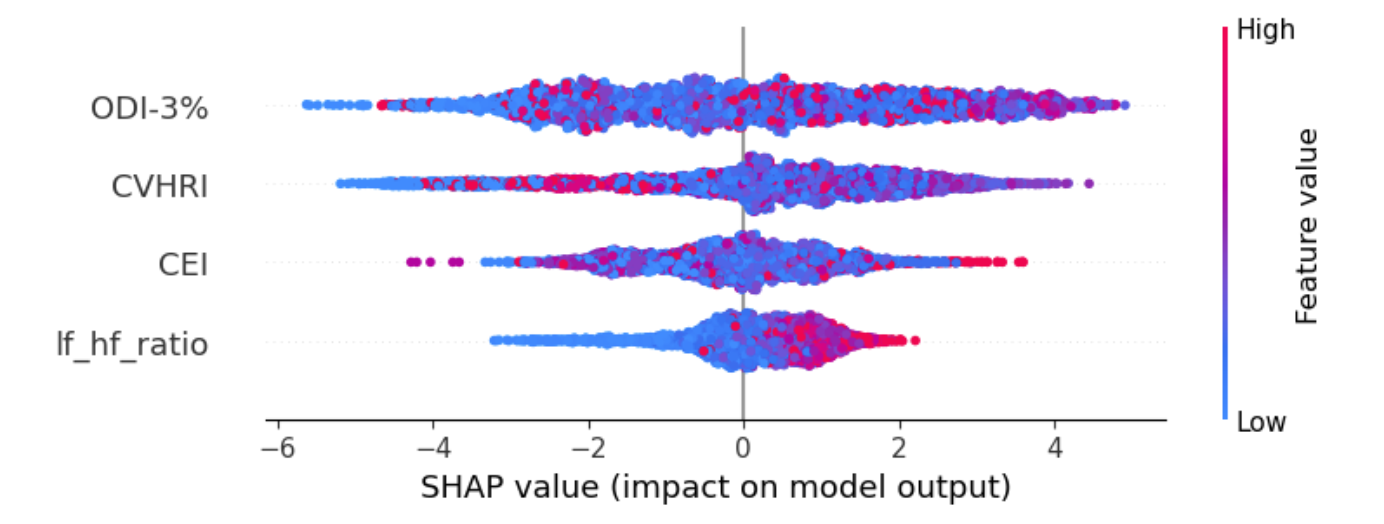 High
ODI-3%
CVHRI
CEI
lf_hf_ratio
Feature value
Low
−6 −4 −2 0 2 4
SHAP value (impact on model output)